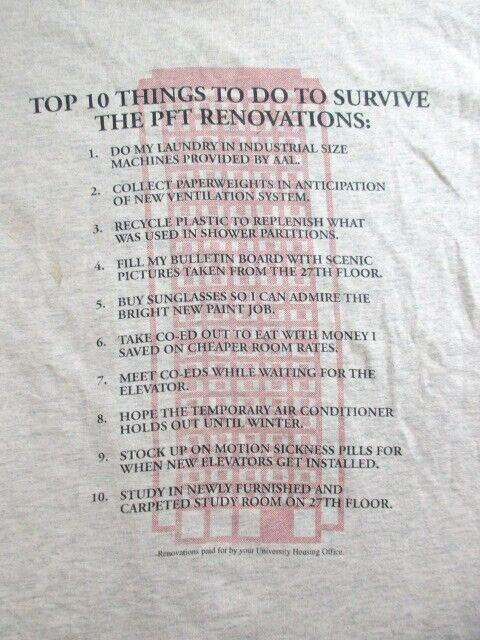 TOP 10 THINGS TO DO TO SURVIVE
THE PFT RENOVATIONS:
1. DO MY LAUNDRY IN INDUSTRIAL SIZE
MACHINES PROVIDED BY AAL.
2. COLLECT PAPERWEIGHTS IN ANTICIPATION
OF NEW VENTILATION SYSTEM.
3. RECYCLE PLASTIC TO REPLENISH WHAT
WAS USED IN SHOWER PARTITIONS.
4. FILL MY BULLETIN BOARD WITH SCENIC
PICTURES TAKEN FROM THE 27TH FLOOR.
5. BUY SUNGLASSES SO I CAN ADMIRE THE
BRIGHT NEW PAINT JOB.
6. TAKE CO-ED OUT TO EAT WITH MONEY I
SAVED ON CHEAPER ROOM RATES.
7. MEET CO-EDS WHILE WAITING FOR THE
ELEVATOR.
8. HOPE THE TEMPORARY AIR CONDITIONER
HOLDS OUT UNTIL WINTER.
9. STOCK UP ON MOTION SICKNESS PILLS FOR
WHEN NEW ELEVATORS GET INSTALLED.
10. STUDY IN NEWLY FURNISHED AND
CARPETED STUDY ROOM ON 27TH FLOOR.
-Renovations paid for by your University Housing Office.